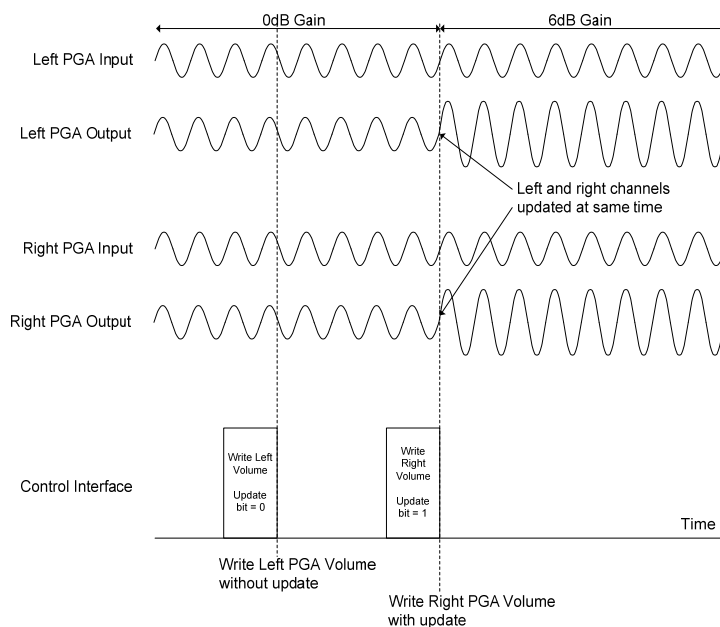 0dB Gain
6dB Gain
Left PGA Input
Left PGA Output
Left and right channels
updated at same time
Right PGA Input
Right PGA Output
Control Interface
Write Left
Volume
Update
bit = 0
Write
Right
Volume
Update
bit = 1
Time
Write Left PGA Volume
without update
Write Right PGA Volume
with update